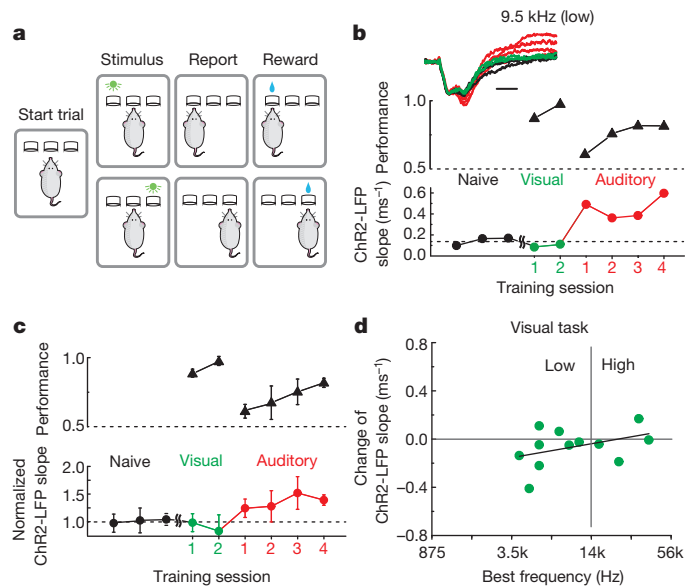 a
Stimulus Report Reward
Start trial
b
9.5 kHz (low)
Performance
1.0
0.5
ChR2-LFP
slope (ms⁻¹)
0.6
0.4
0.2
0.0
Naive Visual Auditory
1 2 1 2 3 4
Training session
c
Performance
1.0
0.5
Normalized
ChR2-LFP slope
2.0
1.5
1.0
Naive Visual Auditory
1 2 1 2 3 4
Training session
d
Visual task
Change of
ChR2-LFP slope (ms⁻¹)
0.8
0.4
−0.0
−0.4
−0.8
Low High
875 3.5k 14k 56k
Best frequency (Hz)